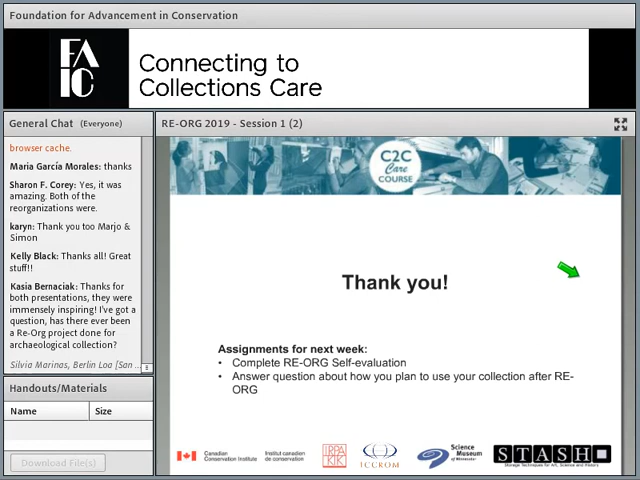 Foundation for Advancement in Conservation
FA
IC
Connecting to
Collections Care
General Chat (Everyone)
browser cache.
Maria García Morales: thanks
Sharon F. Corey: Yes, it was
amazing. Both of the
reorganizations were.
karyn: Thank you too Marjo &
Simon
Kelly Black: Thanks all! Great
stuff!!
Kasia Bernaciak: Thanks for
both presentations, they were
immensely inspiring! I've got a
question, has there ever been
a Re-Org project done for
archaeological collection?
Silvia Marinas, Berlin Loa [San ...
Handouts/Materials
Name Size
Download File(s)
RE-ORG 2019 - Session 1 (2)
C2C
Care
COURSE
Thank you!
Assignments for next week:
• Complete RE-ORG Self-evaluation
• Answer question about how you plan to use your collection after RE-
ORG
Canadian Conservation Institute
Institut canadien de conservation
IRPA
KIK
ICCROM
Science
Museum
of Minnesota
STASH
Storage Techniques for Art, Science and History